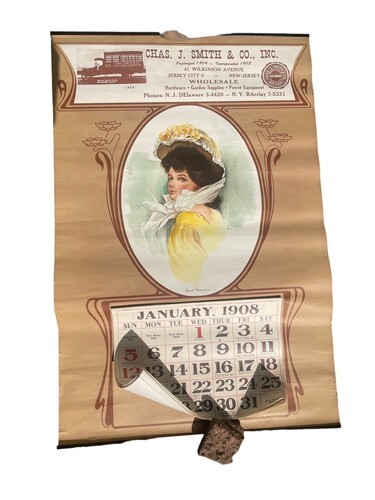 CHAS. J. SMITH & CO., INC.
Organized 1904 — Incorporated 1908
41 WILKINSON AVENUE
JERSEY CITY 5 - NEW JERSEY
WHOLESALE
Hardware • Garden Supplies • Power Equipment
Phones: N. J. DElaware 3-4420 — N. Y. BArclay 7-5331
1908
JANUARY, 1908
SUN MON TUE WED THUR FRI SAT
1 2 3 4
5 6 7 8 9 10 11
12 13 14 15 16 17 18
21 22 23 24 25
28 29 30 31